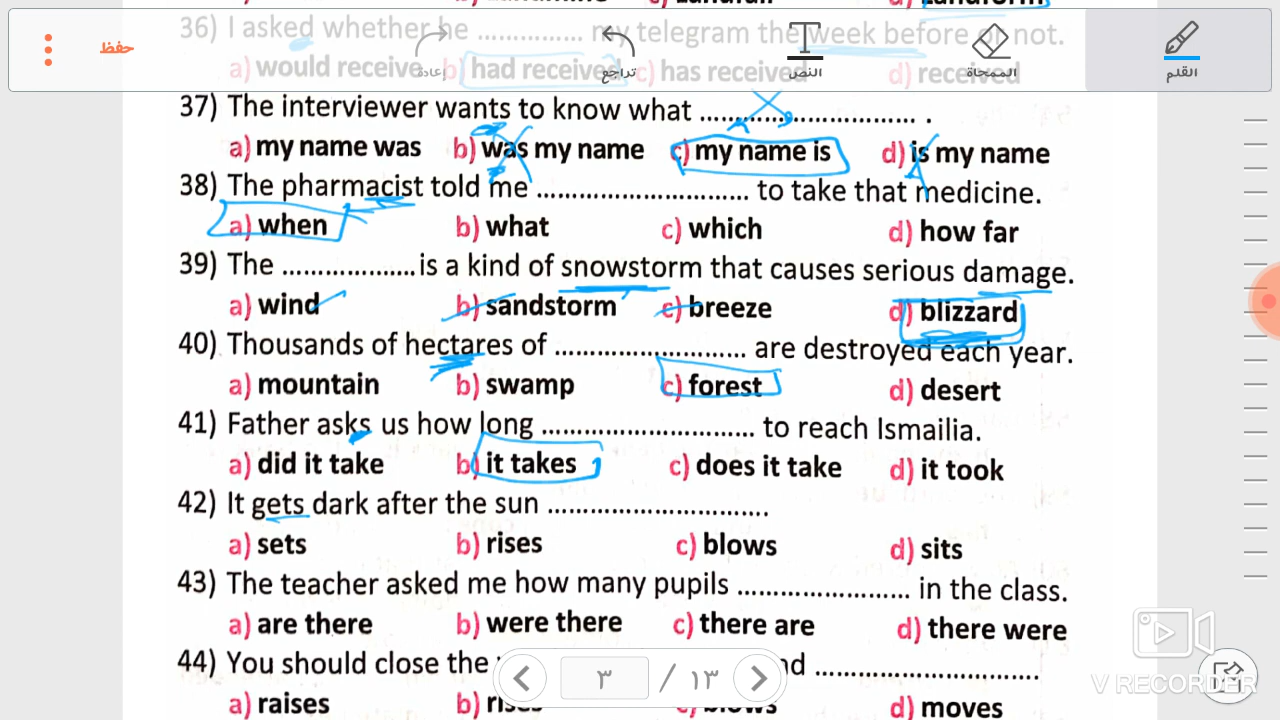 36) I asked whether he ............... my telegram the week before or not.
a) would receive b) had received c) has received d) received
حفظ
إعادة
تراجع
النص
الممحاة
القلم
37) The interviewer wants to know what ................................ .
a) my name was b) was my name c) my name is d) is my name
38) The pharmacist told me ............................... to take that medicine.
a) when b) what c) which d) how far
39) The ................... is a kind of snowstorm that causes serious damage.
a) wind b) sandstorm c) breeze d) blizzard
40) Thousands of hectares of ............................ are destroyed each year.
a) mountain b) swamp c) forest d) desert
41) Father asks us how long ............................... to reach Ismailia.
a) did it take b) it takes c) does it take d) it took
42) It gets dark after the sun ................................
a) sets b) rises c) blows d) sits
43) The teacher asked me how many pupils ......................... in the class.
a) are there b) were there c) there are d) there were
44) You should close the ................................
a) raises d) moves
٣ / ١٣
V RECORDER